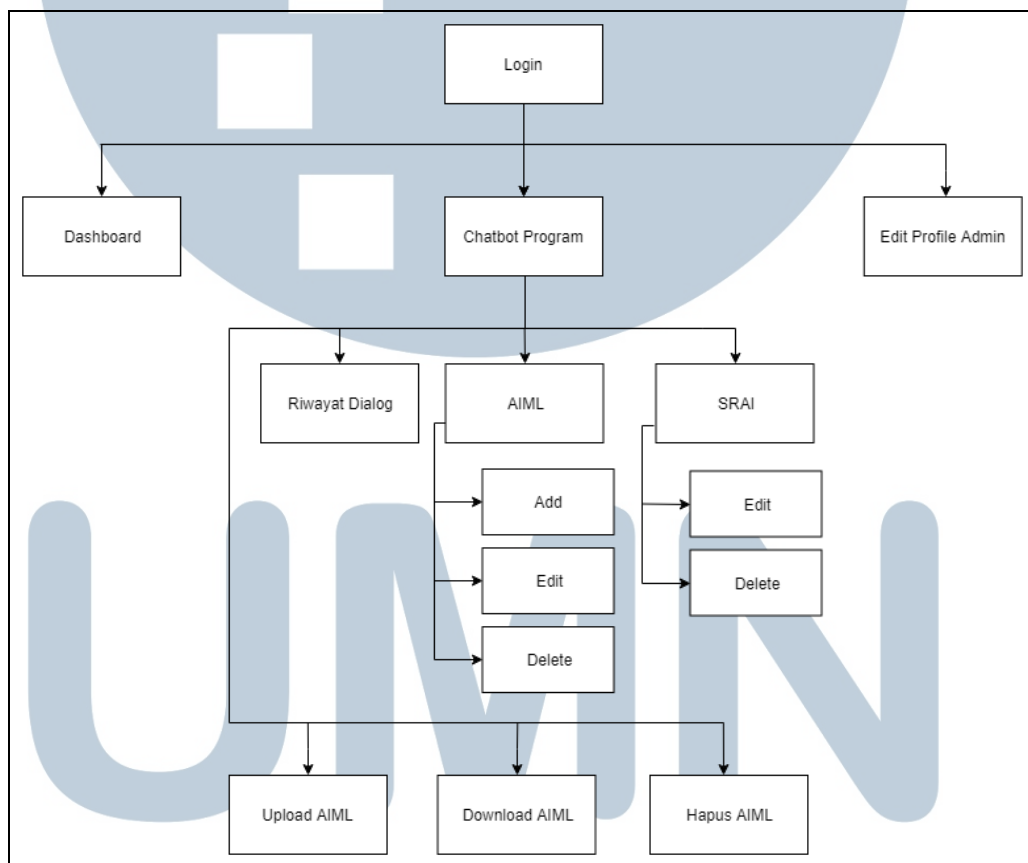 Login
Dashboard
Chatbot Program
Edit Profile Admin
Riwayat Dialog
AIML
SRAI
Add
Edit
Edit
Delete
Delete
UMN
Upload AIML
Download AIML
Hapus AIML